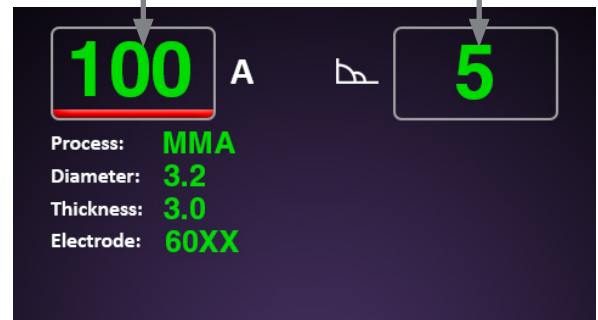 100 A 5
Process: MMA
Diameter: 3.2
Thickness: 3.0
Electrode: 60XX